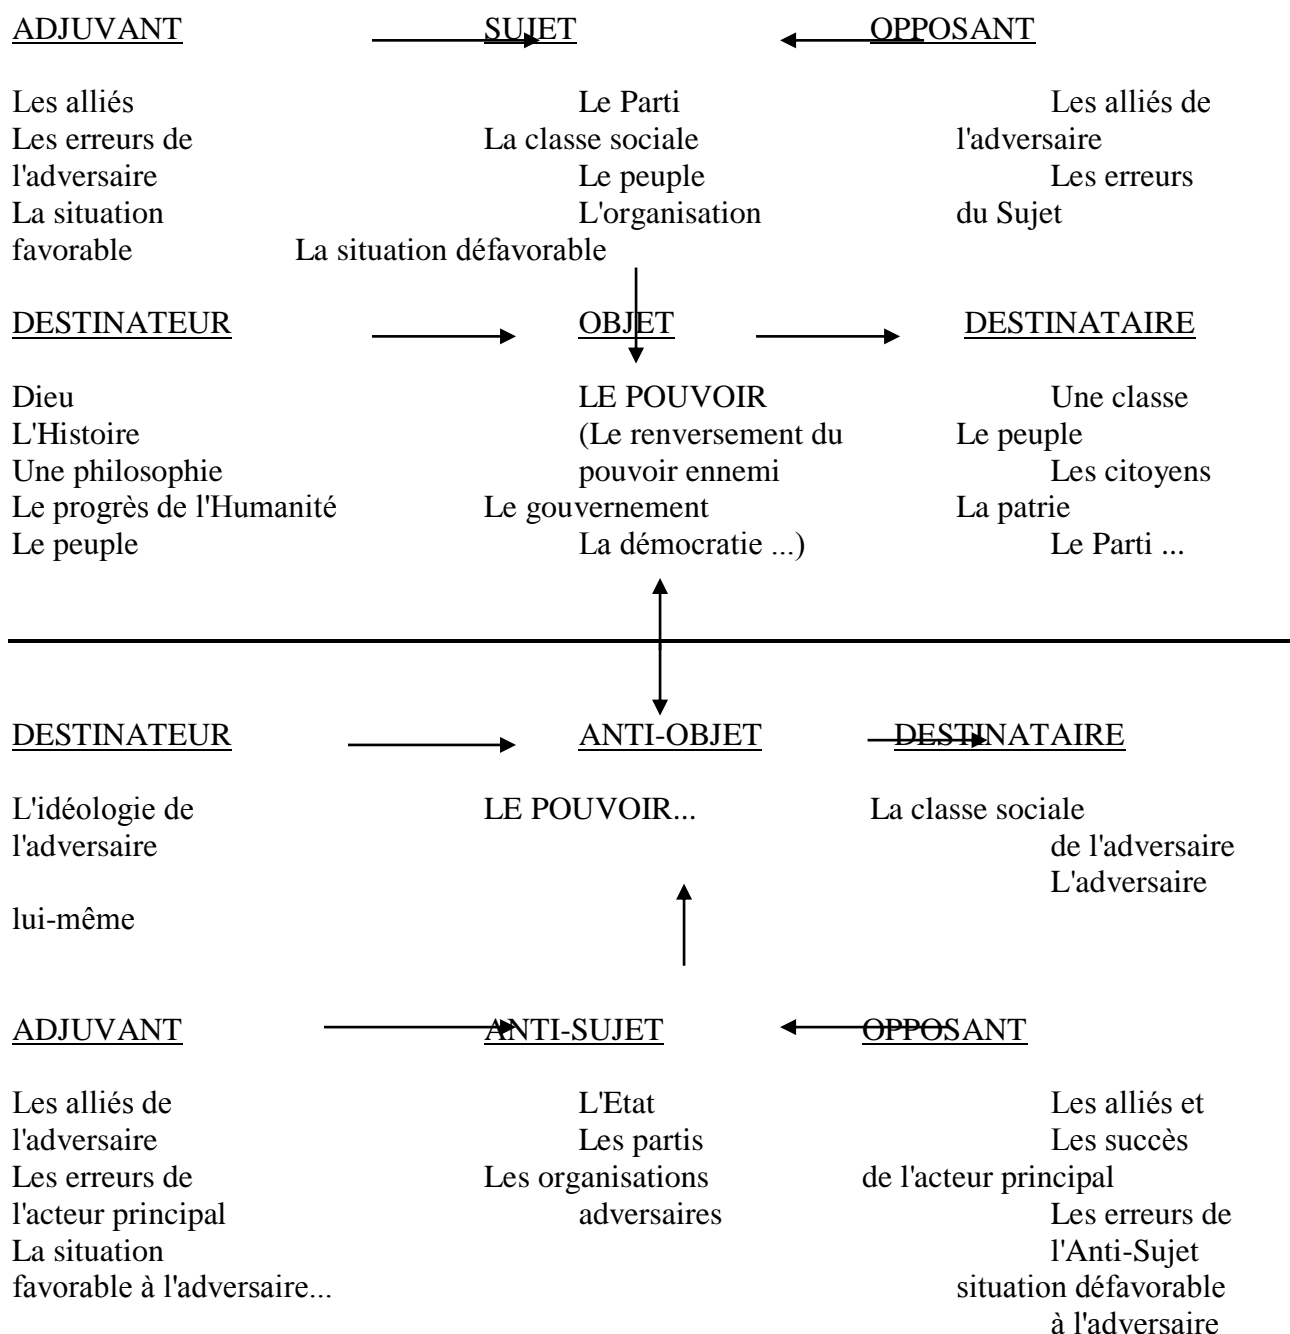 ADJUVANT SUJET OPPOSANT
Les alliés Le Parti Les alliés de
Les erreurs de La classe sociale l'adversaire
l'adversaire Le peuple Les erreurs
La situation L'organisation du Sujet
favorable La situation défavorable
DESTINATEUR OBJET DESTINATAIRE
Dieu LE POUVOIR Une classe
L'Histoire (Le renversement du Le peuple
Une philosophie pouvoir ennemi Les citoyens
Le progrès de l'Humanité Le gouvernement La patrie
Le peuple La démocratie ...) Le Parti ...
DESTINATEUR ANTI-OBJET DESTINATAIRE
L'idéologie de LE POUVOIR... La classe sociale
l'adversaire de l'adversaire
L'adversaire
lui-même
ADJUVANT ANTI-SUJET OPPOSANT
Les alliés de L'Etat Les alliés et
l'adversaire Les partis Les succès
Les erreurs de Les organisations de l'acteur principal
l'acteur principal adversaires Les erreurs de
La situation l'Anti-Sujet
favorable à l'adversaire... situation défavorable
à l'adversaire